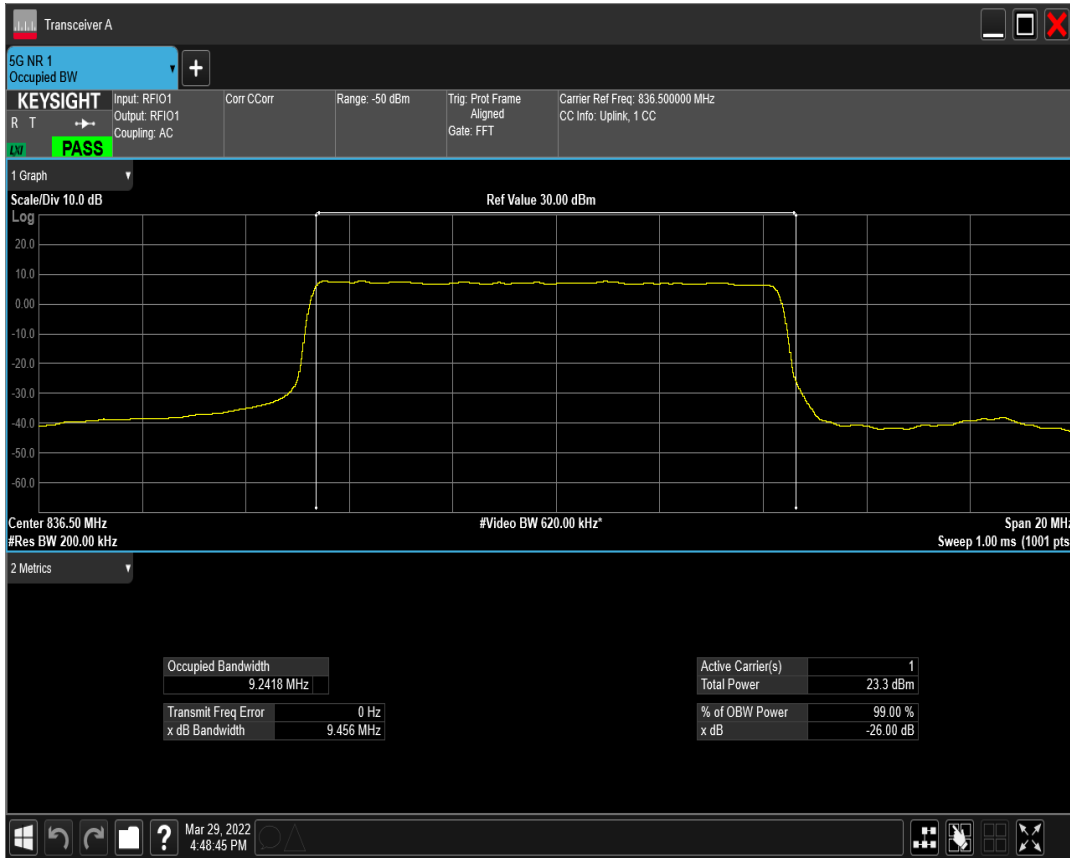 Transceiver A
5G NR 1
Occupied BW
KEYSIGHT
R T
LXI
PASS
Input: RFIO1
Output: RFIO1
Coupling: AC
Corr CCorr
Range: -50 dBm
Trig: Prot Frame
Aligned
Gate: FFT
Carrier Ref Freq: 836.500000 MHz
CC Info: Uplink, 1 CC
1 Graph
Scale/Div 10.0 dB
Ref Value 30.00 dBm
Log
20.0
10.0
0.00
-10.0
-20.0
-30.0
-40.0
-50.0
-60.0
Center 836.50 MHz
#Video BW 620.00 kHz*
Span 20 MHz
#Res BW 200.00 kHz
Sweep 1.00 ms (1001 pts
2 Metrics
Occupied Bandwidth
9.2418 MHz
Transmit Freq Error 0 Hz
x dB Bandwidth 9.456 MHz
Active Carrier(s) 1
Total Power 23.3 dBm
% of OBW Power 99.00 %
x dB -26.00 dB
?
Mar 29, 2022
4:48:45 PM